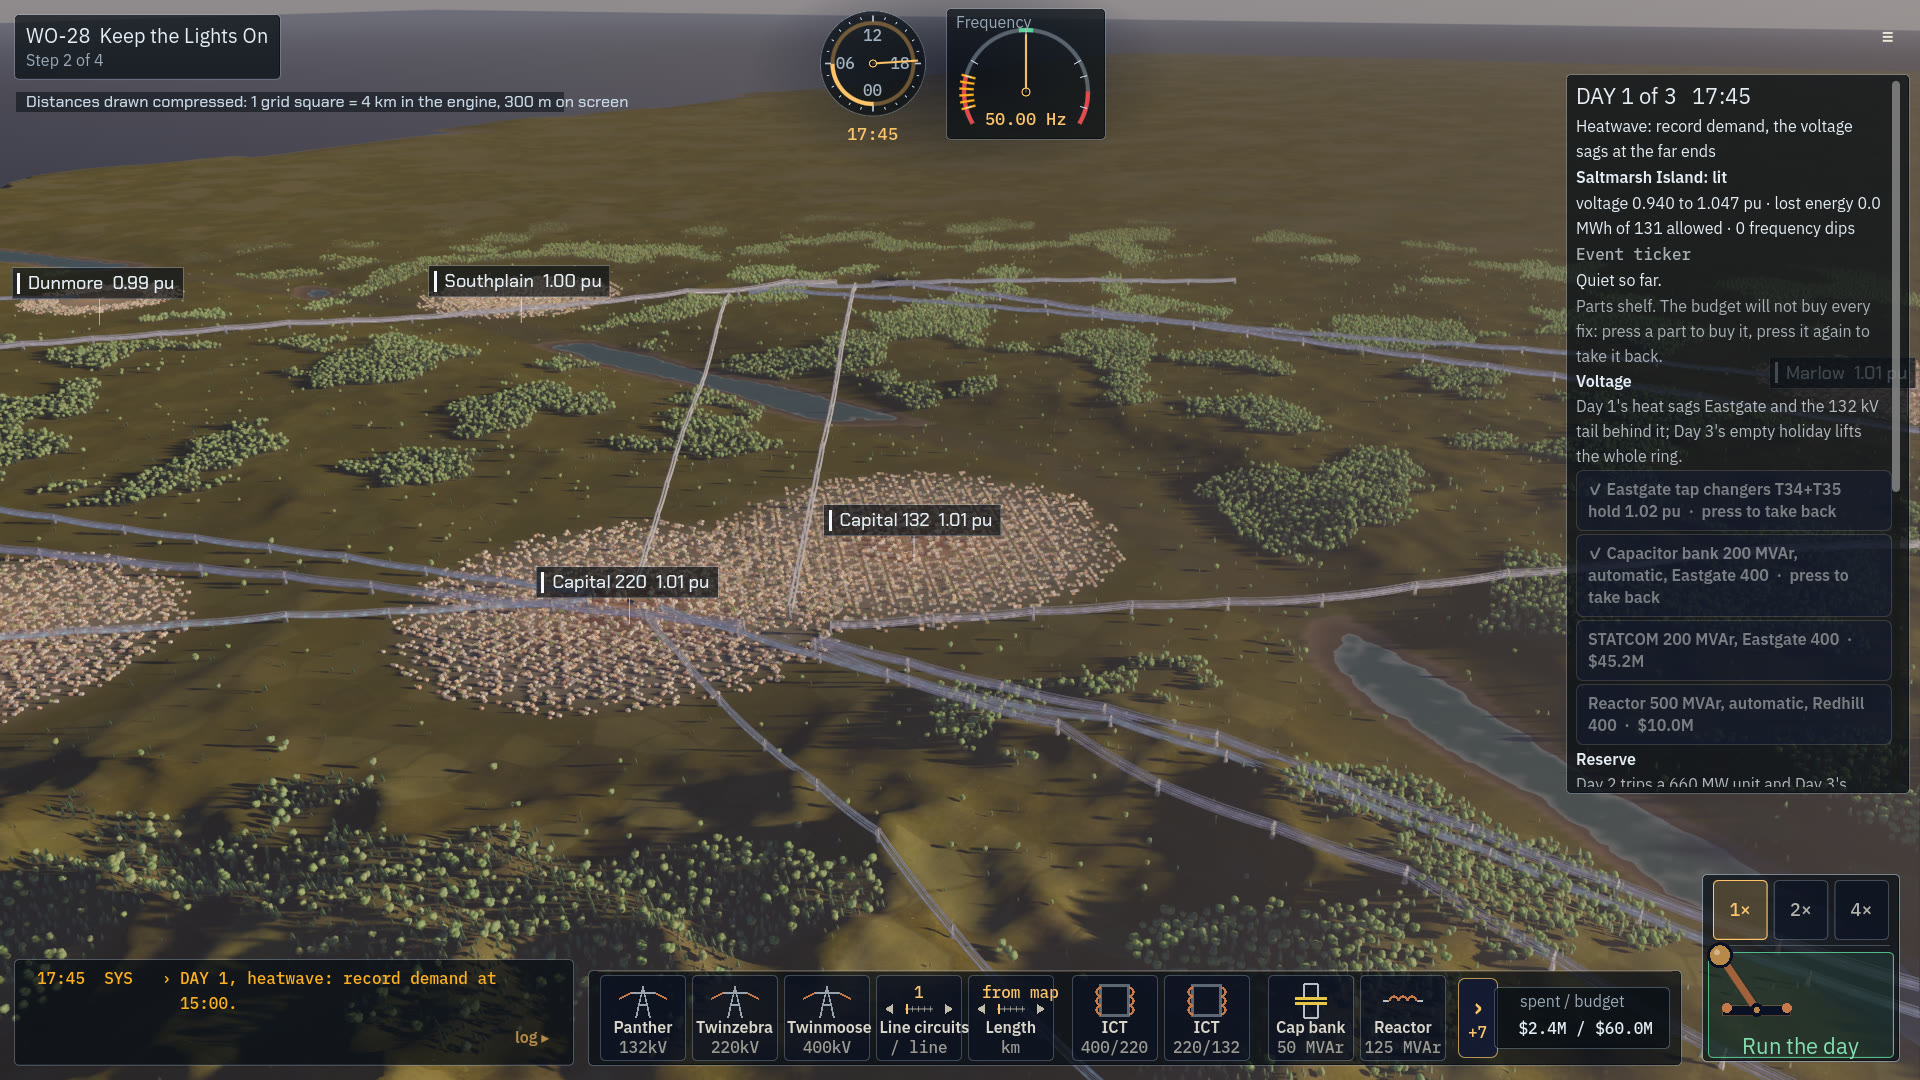 WO-28 Keep the Lights On
Step 2 of 4
Distances drawn compressed: 1 grid square = 4 km in the engine, 300 m on screen
12
06
18
00
17:45
Frequency
50.00 Hz
DAY 1 of 3 17:45
Heatwave: record demand, the voltage
sags at the far ends
Saltmarsh Island: lit
voltage 0.940 to 1.047 pu · lost energy 0.0
MWh of 131 allowed · 0 frequency dips
Event ticker
Quiet so far.
Parts shelf. The budget will not buy every
fix: press a part to buy it, press it again to
take it back.
Voltage
Day 1's heat sags Eastgate and the 132 kV
tail behind it; Day 3's empty holiday lifts
the whole ring.
✓ Eastgate tap changers T34+T35
hold 1.02 pu · press to take back
✓ Capacitor bank 200 MVAr,
automatic, Eastgate 400 · press to
take back
STATCOM 200 MVAr, Eastgate 400 ·
$45.2M
Reactor 500 MVAr, automatic, Redhill
400 · $10.0M
Reserve
Day 2 trips a 660 MW unit and Day 3's
Dunmore 0.99 pu
Southplain 1.00 pu
Marlow 1.01 pu
Capital 132 1.01 pu
Capital 220 1.01 pu
17:45 SYS › DAY 1, heatwave: record demand at
15:00.
log ▸
Panther
132kV
Twinzebra
220kV
Twinmoose
400kV
1
Line circuits
/ line
from map
Length
km
ICT
400/220
ICT
220/132
Cap bank
50 MVAr
Reactor
125 MVAr
›
+7
spent / budget
$2.4M / $60.0M
1×
2×
4×
Run the day